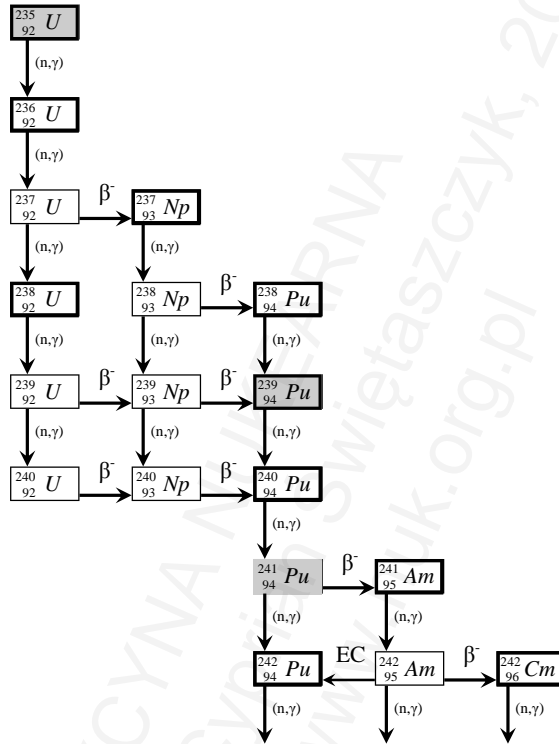 235 92 U
(n,γ)
236 92 U
(n,γ)
237 92 U β- 237 93 Np
(n,γ) (n,γ)
238 92 U 238 93 Np β- 238 94 Pu
(n,γ) (n,γ) (n,γ)
239 92 U β- 239 93 Np β- 239 94 Pu
(n,γ) (n,γ) (n,γ)
240 92 U β- 240 93 Np β- 240 94 Pu
(n,γ)
241 94 Pu β- 241 95 Am
(n,γ) (n,γ)
242 94 Pu EC 242 95 Am β- 242 96 Cm
(n,γ) (n,γ) (n,γ)